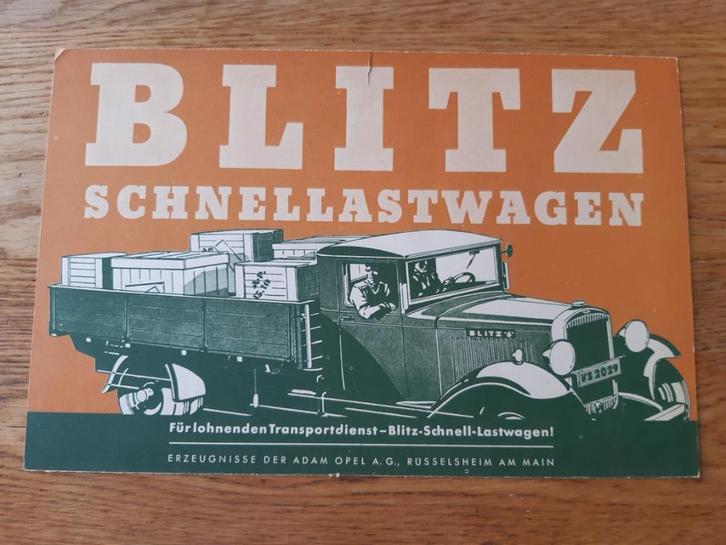 BLITZ
SCHNELLASTWAGEN
BLITZ "6"
VS 2029
Für lohnenden Transportdienst – Blitz-Schnell-Lastwagen!
ERZEUGNISSE DER ADAM OPEL A.G., RÜSSELSHEIM AM MAIN